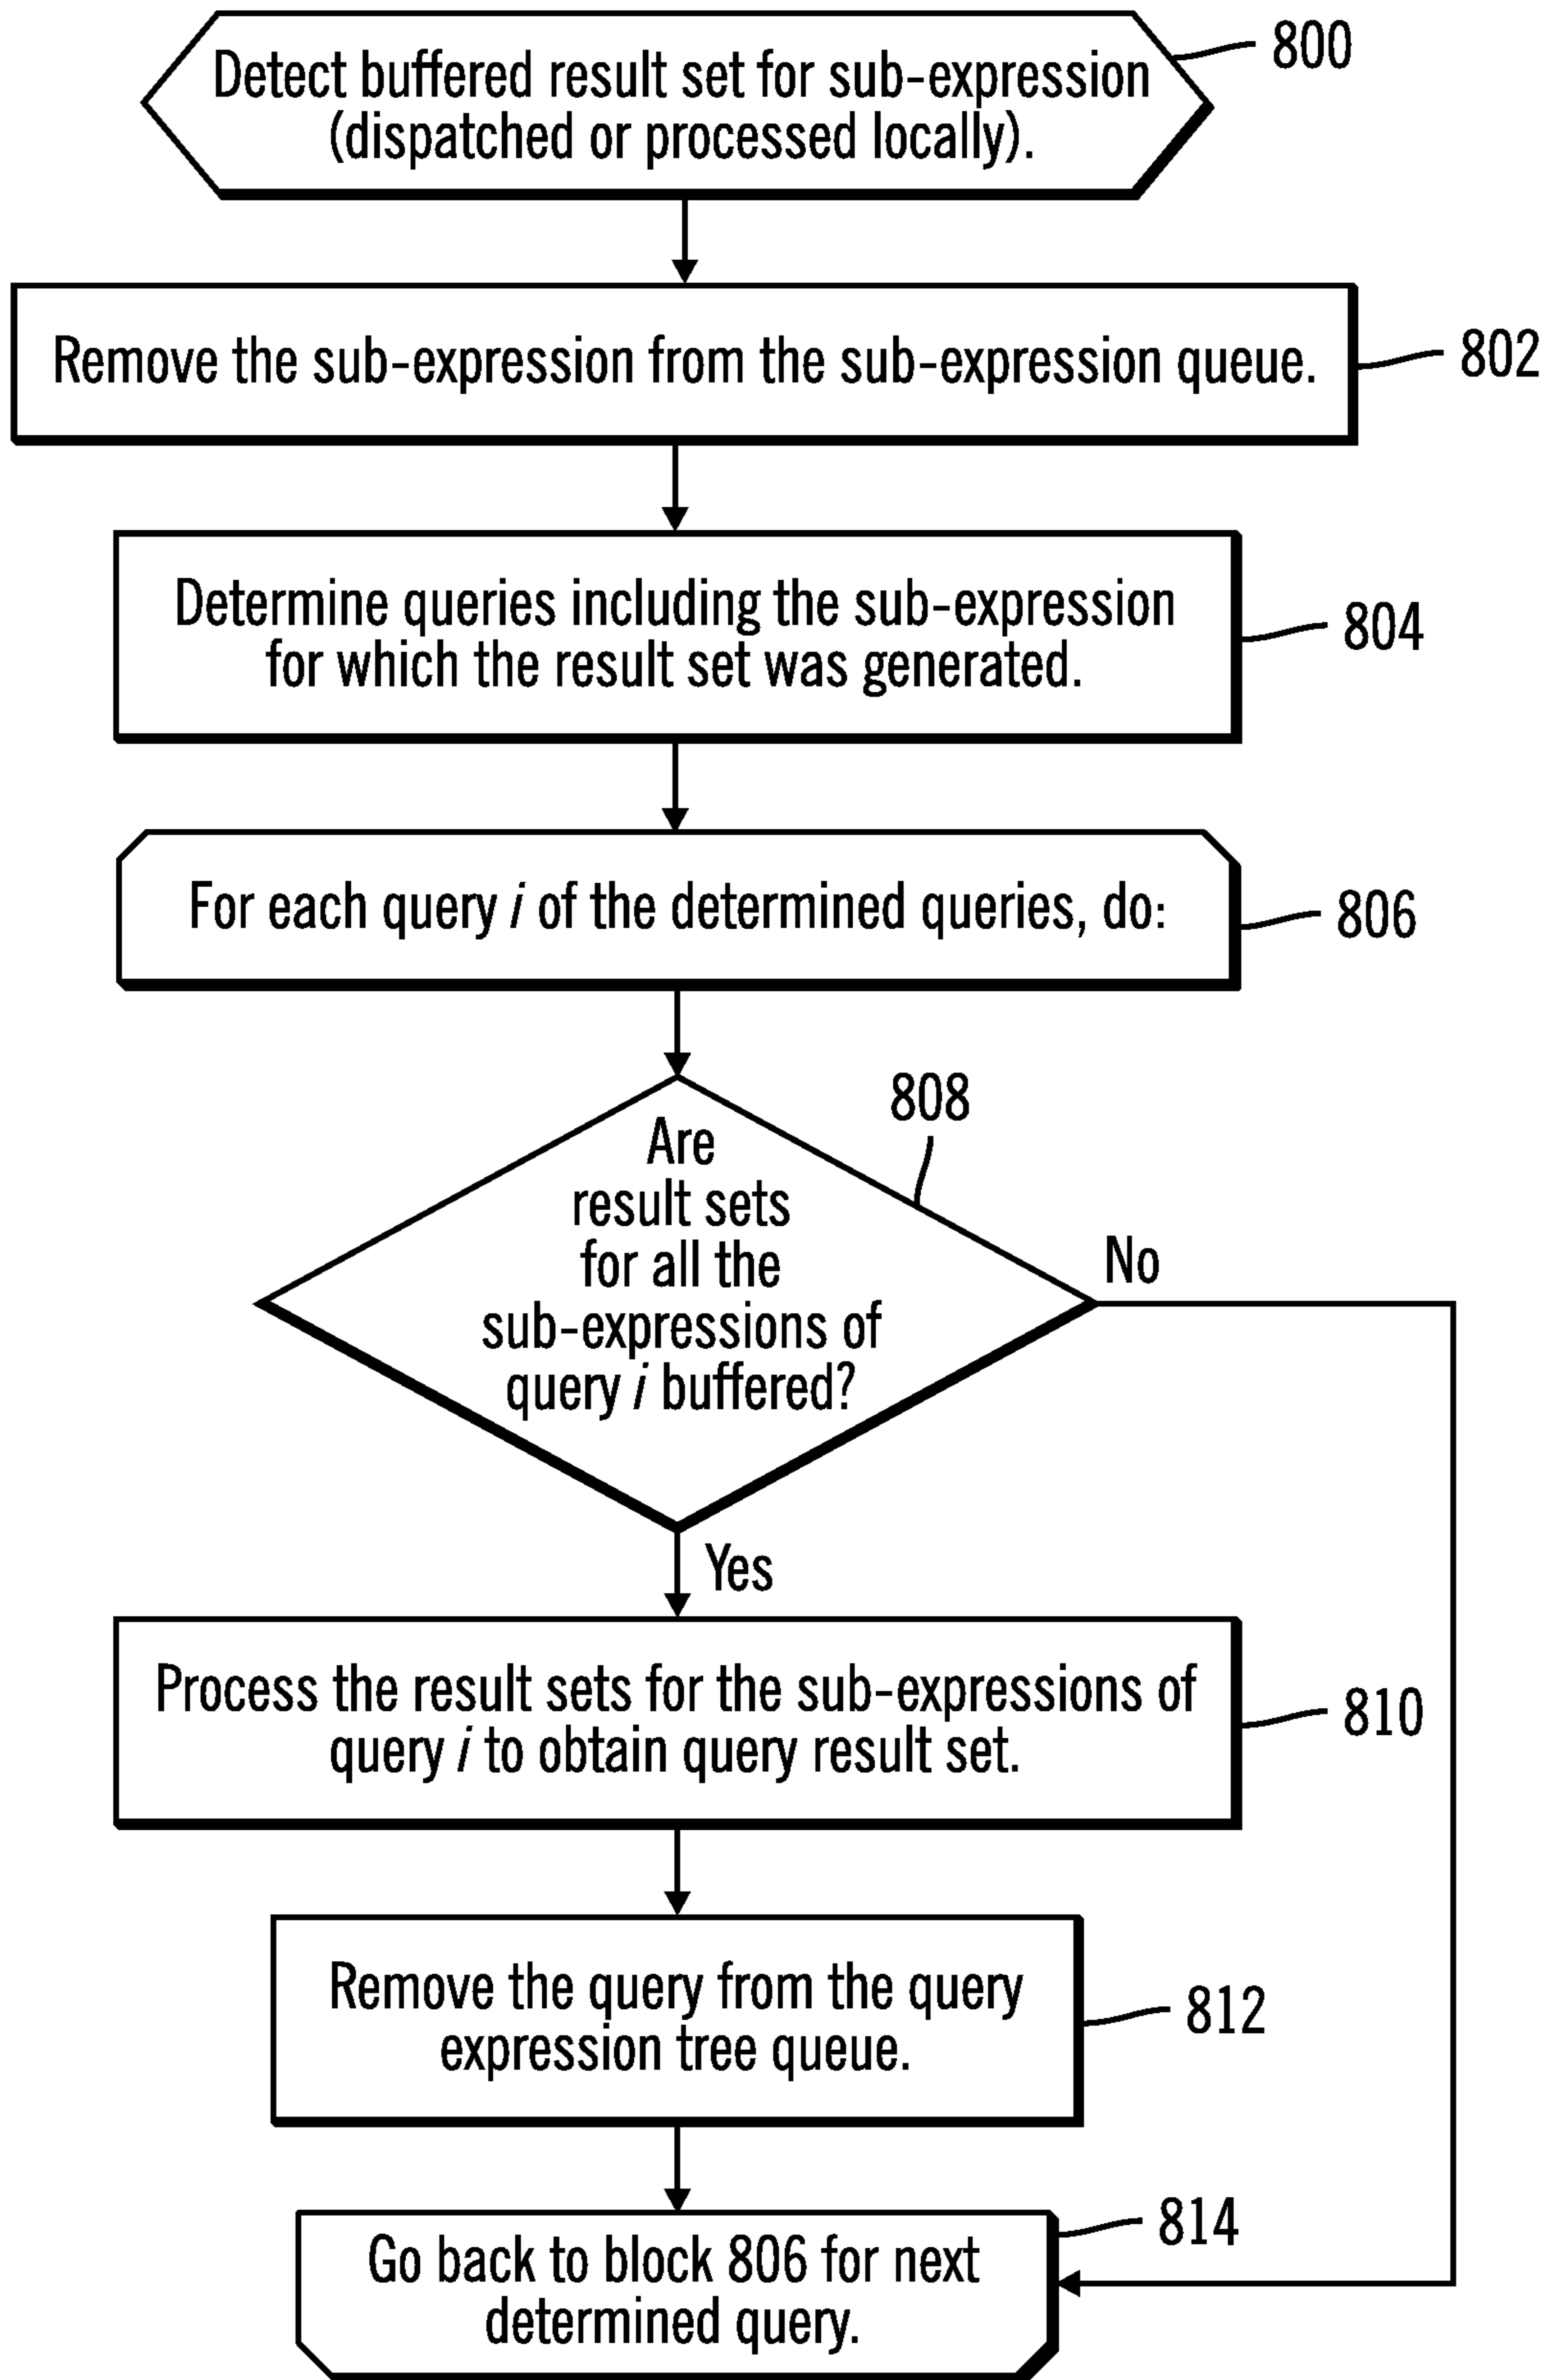 Detect buffered result set for sub-expression
(dispatched or processed locally).
800
Remove the sub-expression from the sub-expression queue.
802
Determine queries including the sub-expression
for which the result set was generated.
804
For each query i of the determined queries, do:
806
808
Are
result sets
for all the
sub-expressions of
query i buffered?
No
Yes
Process the result sets for the sub-expressions of
query i to obtain query result set.
810
Remove the query from the query
expression tree queue.
812
Go back to block 806 for next
determined query.
814